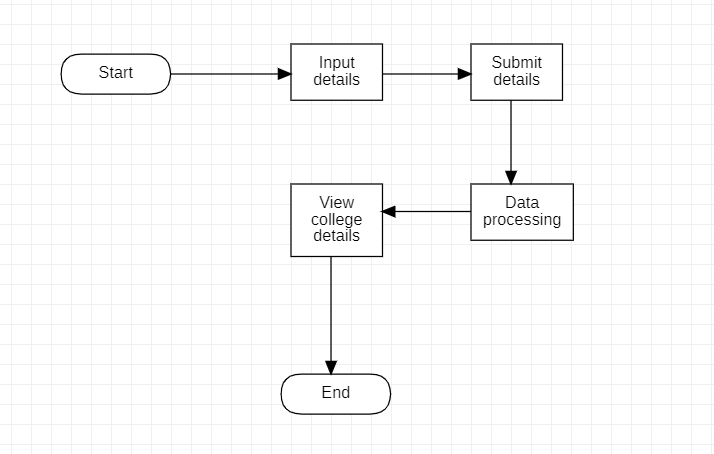 Start
Input
details
Submit
details
Data
processing
View
college
details
End